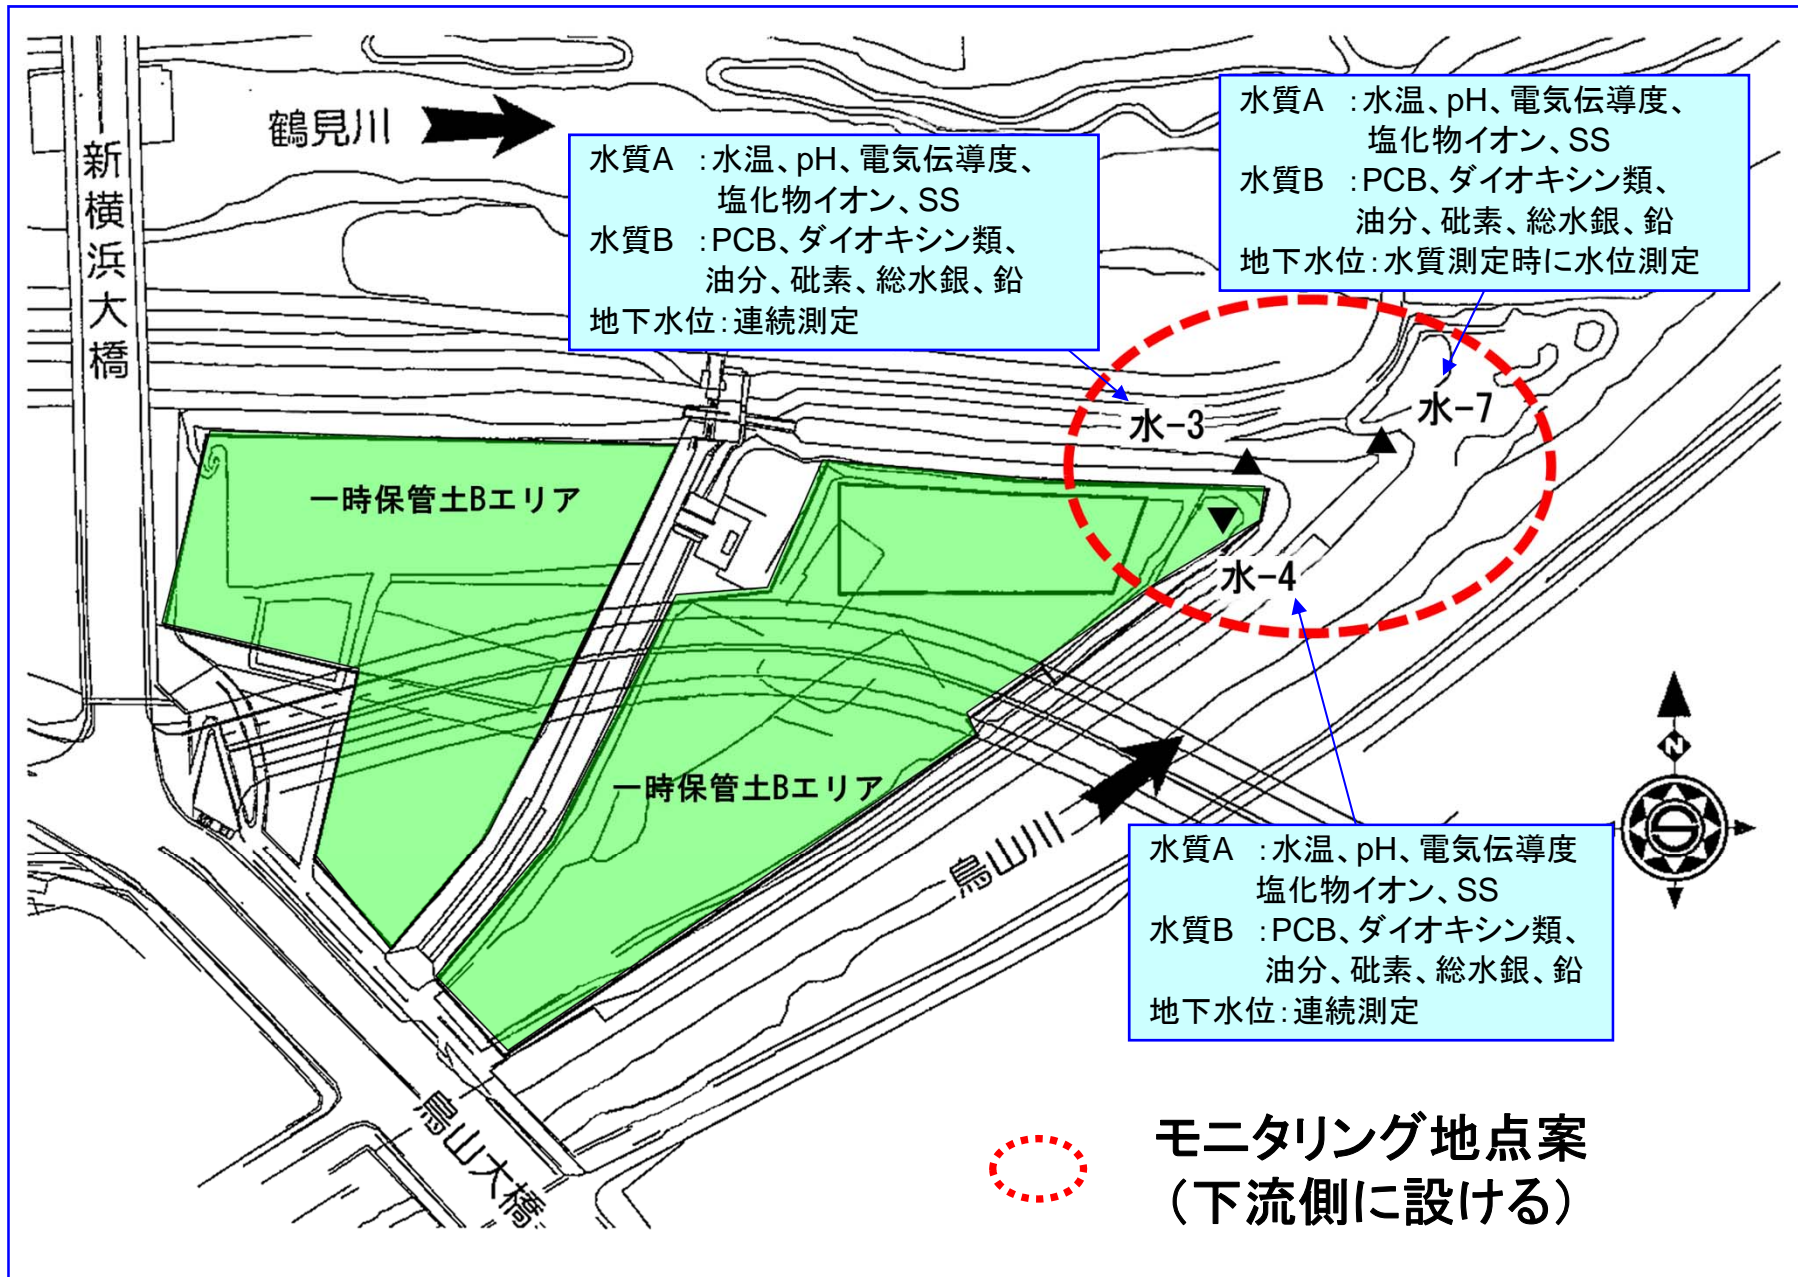 鶴見川
新横浜大橋
水質A :水温、pH、電気伝導度、
塩化物イオン、SS
水質B :PCB、ダイオキシン類、
油分、砒素、総水銀、鉛
地下水位:連続測定
水質A :水温、pH、電気伝導度、
塩化物イオン、SS
水質B :PCB、ダイオキシン類、
油分、砒素、総水銀、鉛
地下水位:水質測定時に水位測定
水-3
水-7
水-4
一時保管土Bエリア
一時保管土Bエリア
鳥山川
N
水質A :水温、pH、電気伝導度
塩化物イオン、SS
水質B :PCB、ダイオキシン類、
油分、砒素、総水銀、鉛
地下水位:連続測定
鳥山大橋
モニタリング地点案
（下流側に設ける）